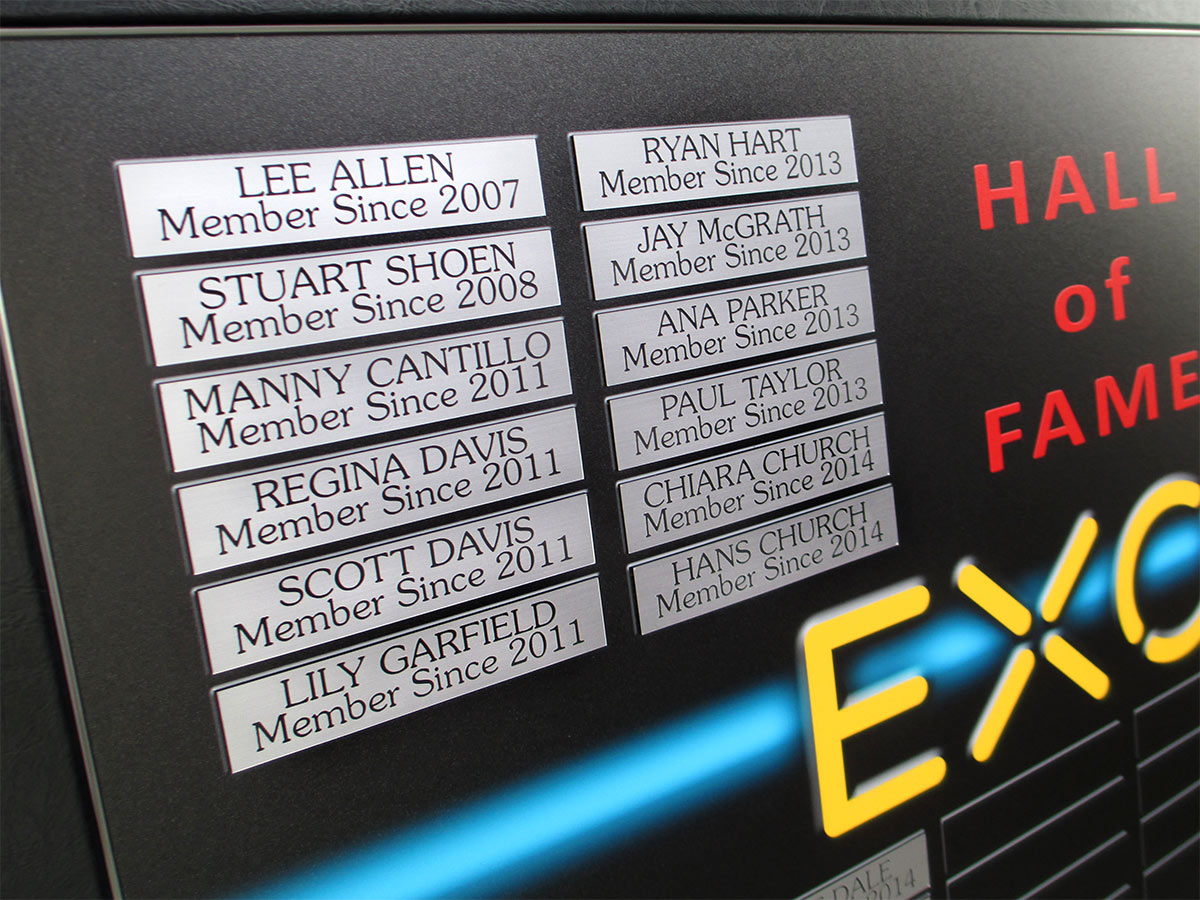 LEE ALLEN
Member Since 2007
STUART SHOEN
Member Since 2008
MANNY CANTILLO
Member Since 2011
REGINA DAVIS
Member Since 2011
SCOTT DAVIS
Member Since 2011
LILY GARFIELD
Member Since 2011
RYAN HART
Member Since 2013
JAY McGRATH
Member Since 2013
ANA PARKER
Member Since 2013
PAUL TAYLOR
Member Since 2013
CHIARA CHURCH
Member Since 2014
HANS CHURCH
Member Since 2014
HALL
of
FAME
EXO
DALE
2014